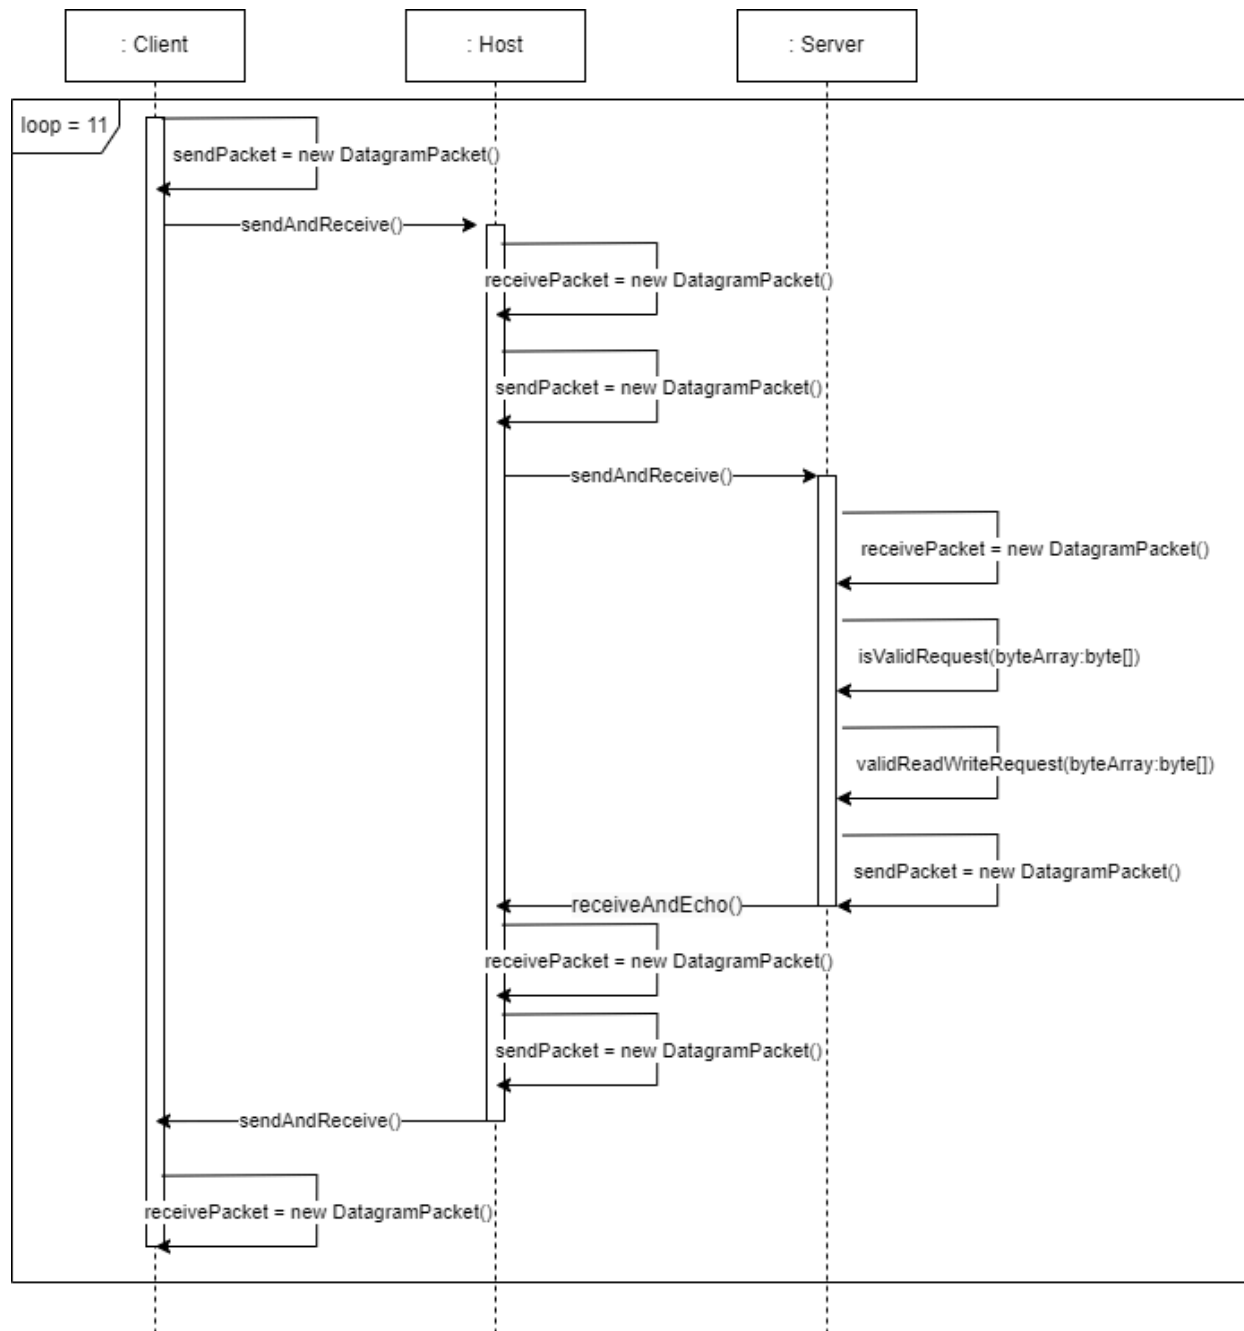 : Client
: Host
: Server
loop = 11
sendPacket = new DatagramPacket()
sendAndReceive()
receivePacket = new DatagramPacket()
sendPacket = new DatagramPacket()
sendAndReceive()
receivePacket = new DatagramPacket()
isValidRequest(byteArray:byte[])
validReadWriteRequest(byteArray:byte[])
sendPacket = new DatagramPacket()
receiveAndEcho()
receivePacket = new DatagramPacket()
sendPacket = new DatagramPacket()
sendAndReceive()
receivePacket = new DatagramPacket()